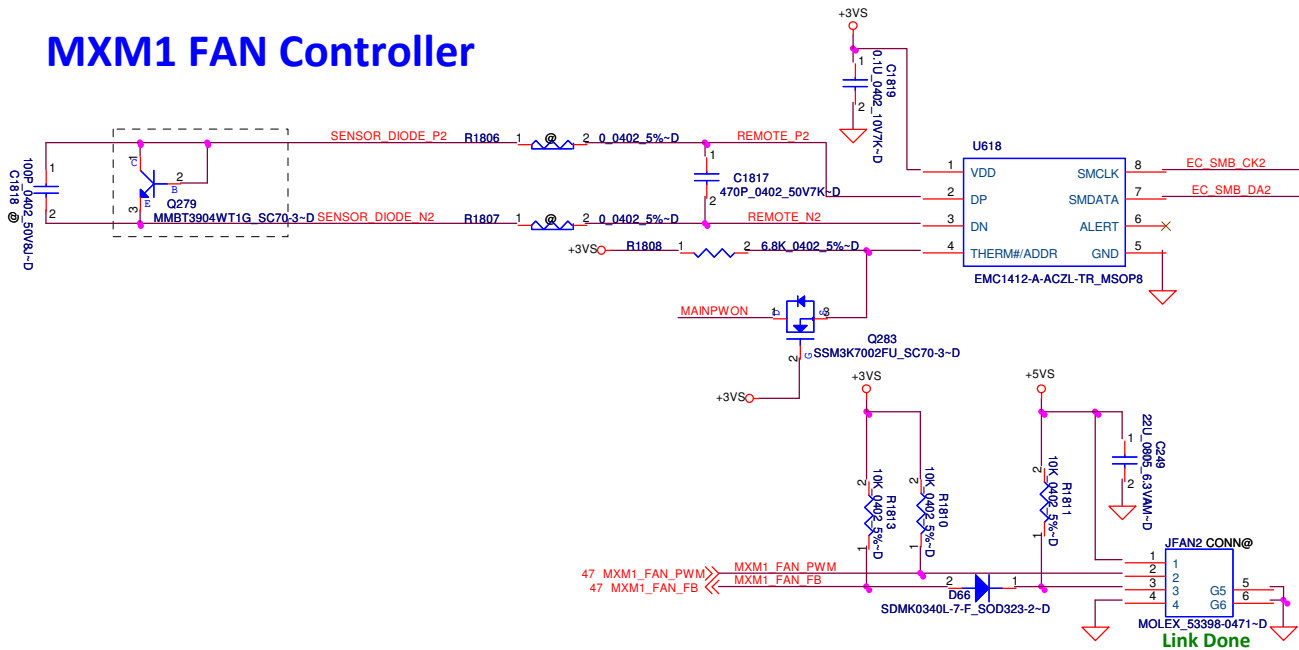 MXM1 FAN Controller
+3VS
1
2
C1819
0.1U_0402_10V7K~D
SENSOR_DIODE_P2
R1806
1
@
2
0_0402_5%~D
REMOTE_P2
1
2
100P_0402_50V8J~D
C1818 @
1
C
2
B
E
3
Q279
MMBT3904WT1G_SC70-3~D
1
2
C1817
470P_0402_50V7K~D
SENSOR_DIODE_N2
R1807
1
@
2
0_0402_5%~D
REMOTE_N2
U618
1
VDD
2
DP
3
DN
4
THERM#/ADDR
SMCLK
8
EC_SMB_CK2
SMDATA
7
EC_SMB_DA2
ALERT
6
GND
5
EMC1412-A-ACZL-TR_MSOP8
+3VS
R1808
1
2
6.8K_0402_5%~D
MAINPWON
1
D
S
3
2
G
Q283
SSM3K7002FU_SC70-3~D
+3VS
+3VS
2
1
10K_0402_5%~D
R1813
2
1
10K_0402_5%~D
R1810
+5VS
2
1
10K_0402_5%~D
R1811
1
2
C249
22U_0805_6.3VAM~D
47 MXM1_FAN_PWM
MXM1_FAN_PWM
47 MXM1_FAN_FB
MXM1_FAN_FB
2
1
D66
SDMK0340L-7-F_SOD323-2~D
JFAN2 CONN@
1
2
3
4
1
2
3
4
G5
G6
5
6
MOLEX_53398-0471~D
Link Done